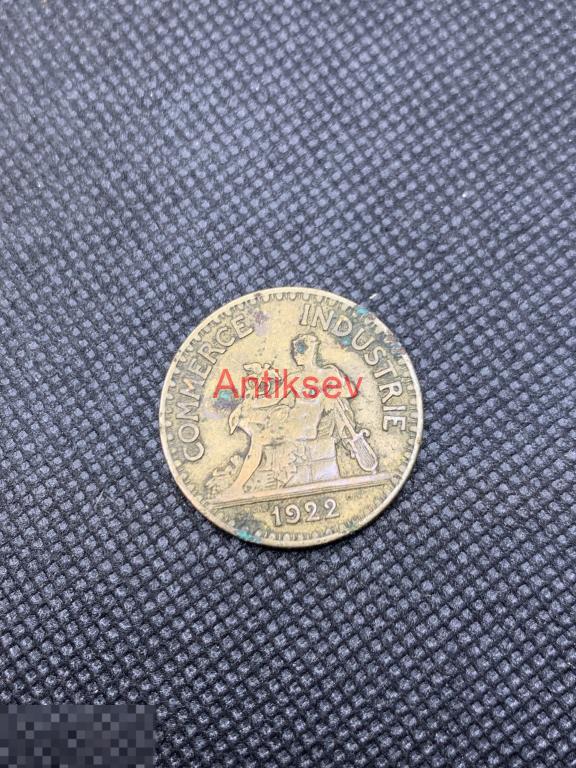 COMMERCE INDUSTRIE
Antiksev
1922